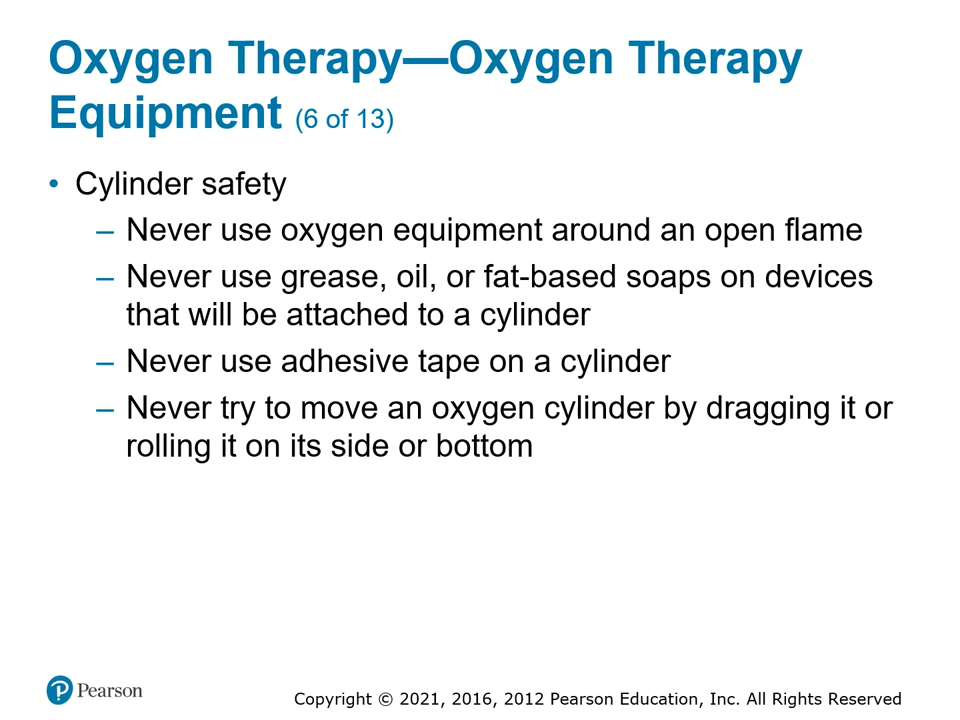 Oxygen Therapy—Oxygen Therapy
Equipment (6 of 13)
• Cylinder safety
– Never use oxygen equipment around an open flame
– Never use grease, oil, or fat-based soaps on devices
that will be attached to a cylinder
– Never use adhesive tape on a cylinder
– Never try to move an oxygen cylinder by dragging it or
rolling it on its side or bottom
Pearson
Copyright © 2021, 2016, 2012 Pearson Education, Inc. All Rights Reserved